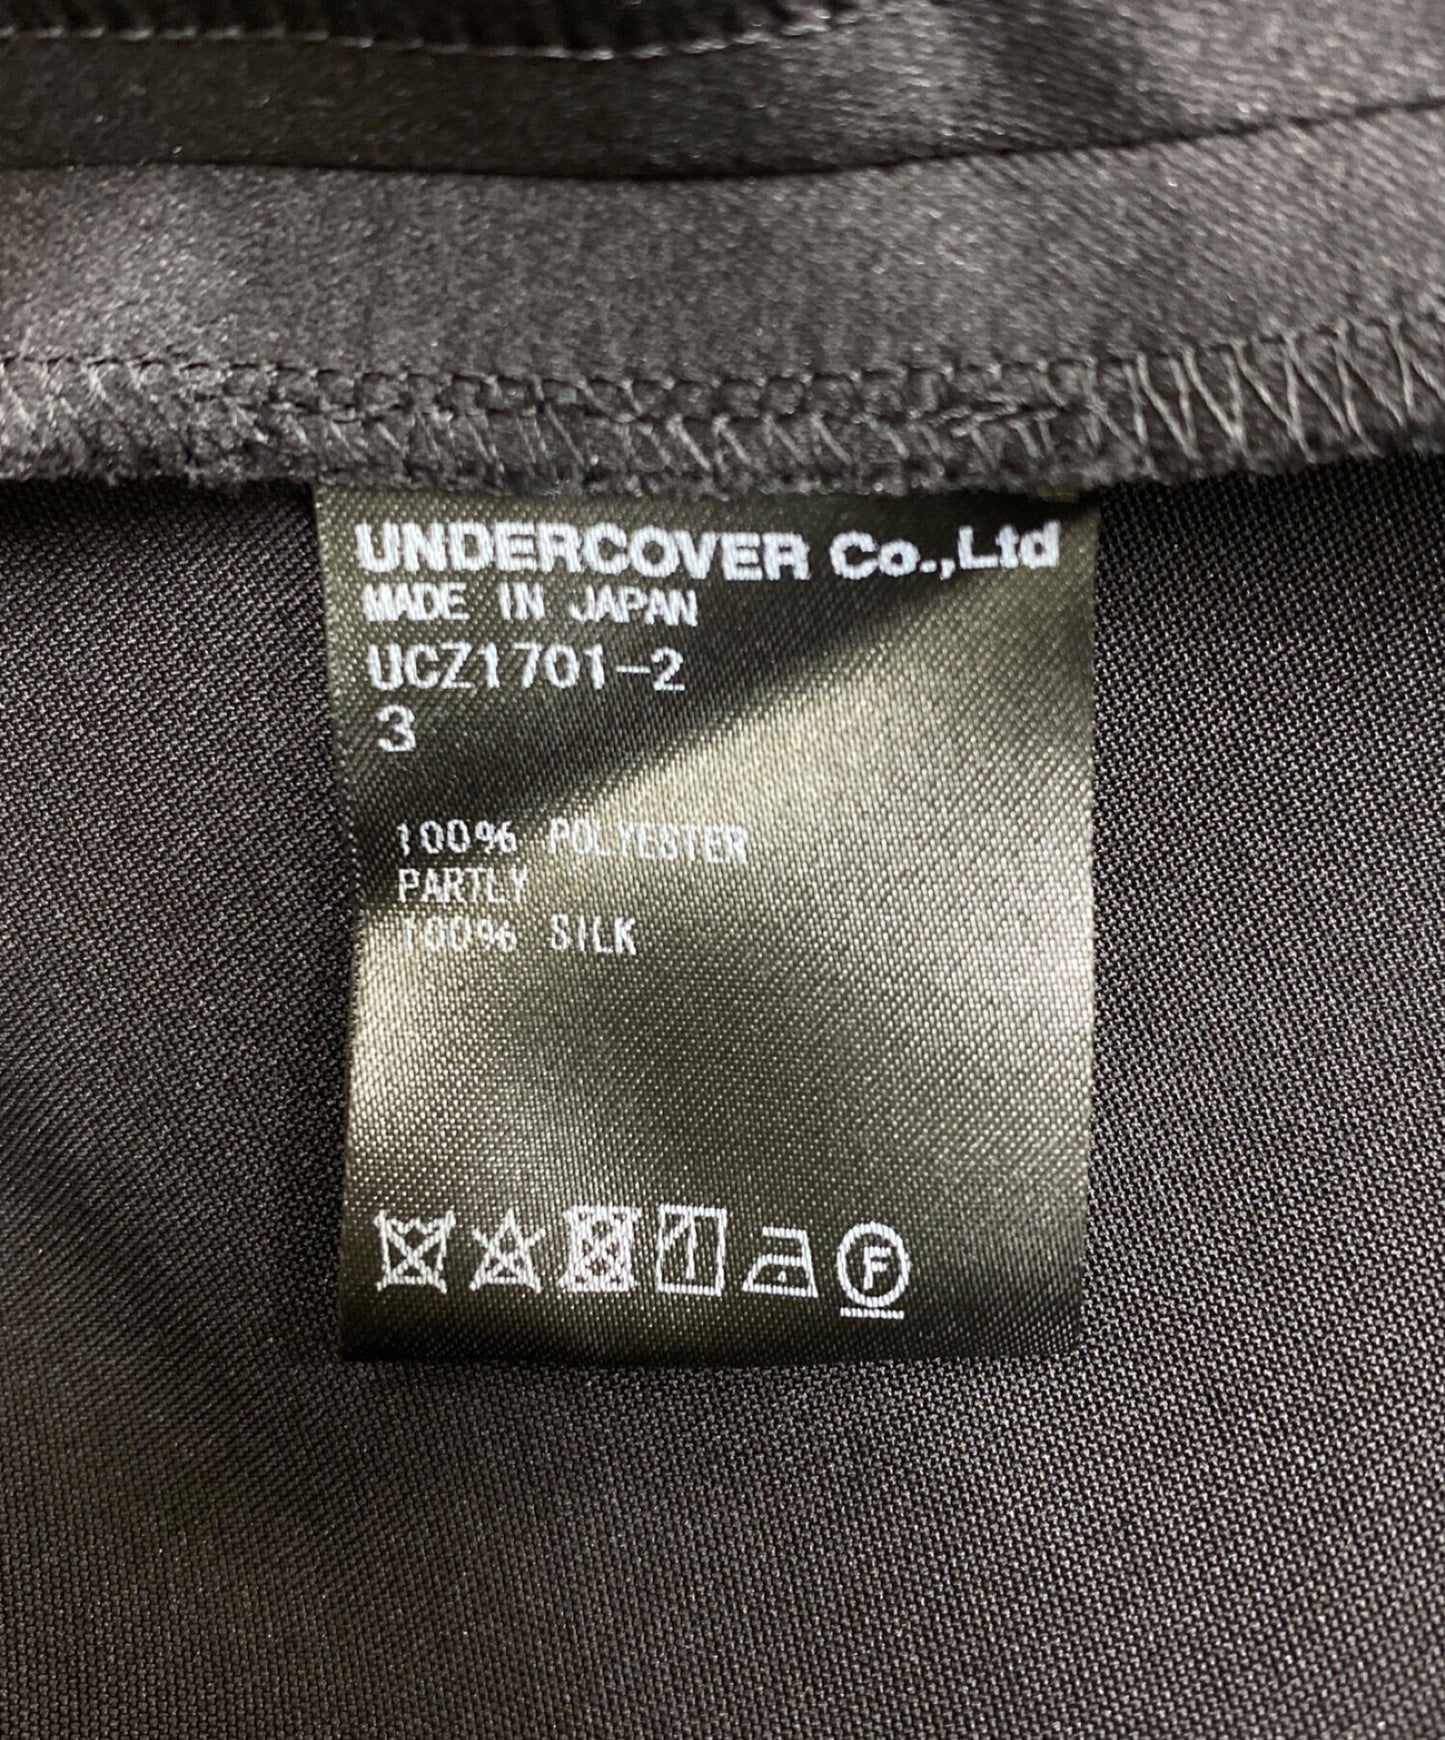 UNDERCOVER Co.,Ltd
MADE IN JAPAN
UCZ1701-2
3
100% POLYESTER
PARTLY
100% SILK
F